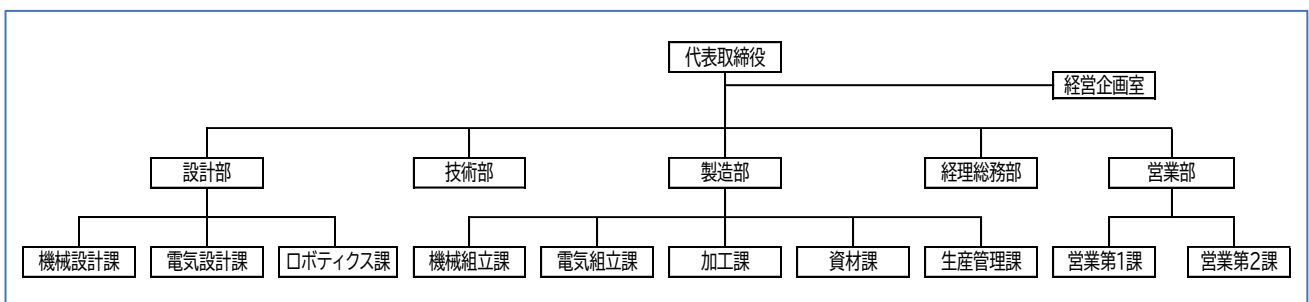 代表取締役
経営企画室
設計部
技術部
製造部
経理総務部
営業部
機械設計課
電気設計課
ロボティクス課
機械組立課
電気組立課
加工課
資材課
生産管理課
営業第1課
営業第2課